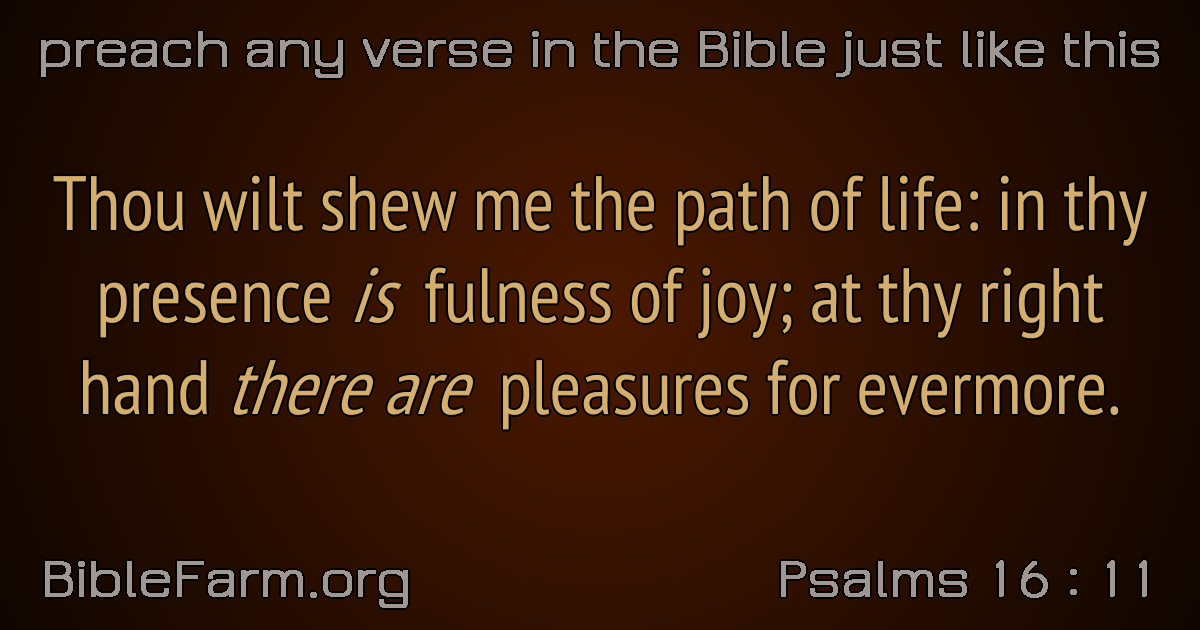 preach any verse in the Bible just like this
Thou wilt shew me the path of life: in thy
presence is fulness of joy; at thy right
hand there are pleasures for evermore.
BibleFarm.org
Psalms 16 : 11